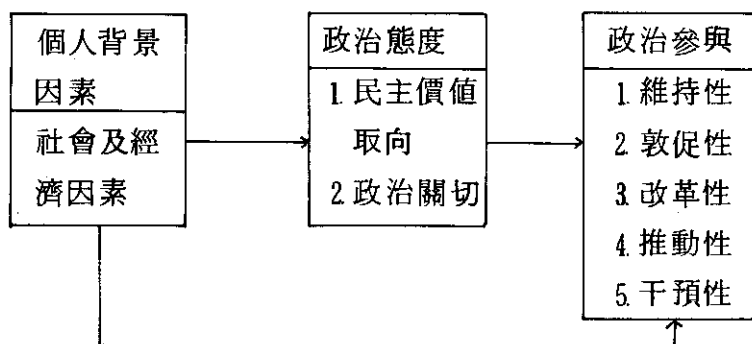 個人背景
因素
社會及經
濟因素
政治態度
1. 民主價値
取向
2. 政治關切
政治參與
1. 維持性
2. 敦促性
3. 改革性
4. 推動性
5. 干預性